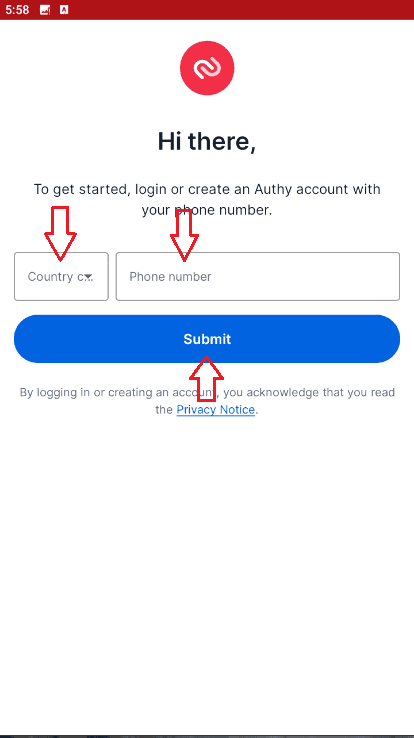 5:58
Hi there,
To get started, login or create an Authy account with
your phone number.
Country c...
Phone number
Submit
By logging in or creating an account, you acknowledge that you read
the Privacy Notice.